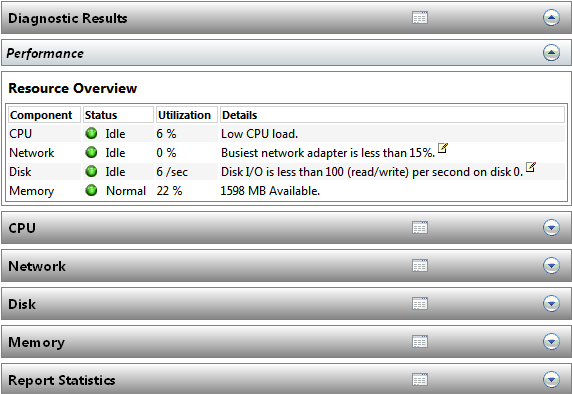 Diagnostic Results
Performance
Resource Overview
Component Status Utilization Details
CPU Idle 6 % Low CPU load.
Network Idle 0 % Busiest network adapter is less than 15%.
Disk Idle 6 /sec Disk I/O is less than 100 (read/write) per second on disk 0.
Memory Normal 22 % 1598 MB Available.
CPU
Network
Disk
Memory
Report Statistics